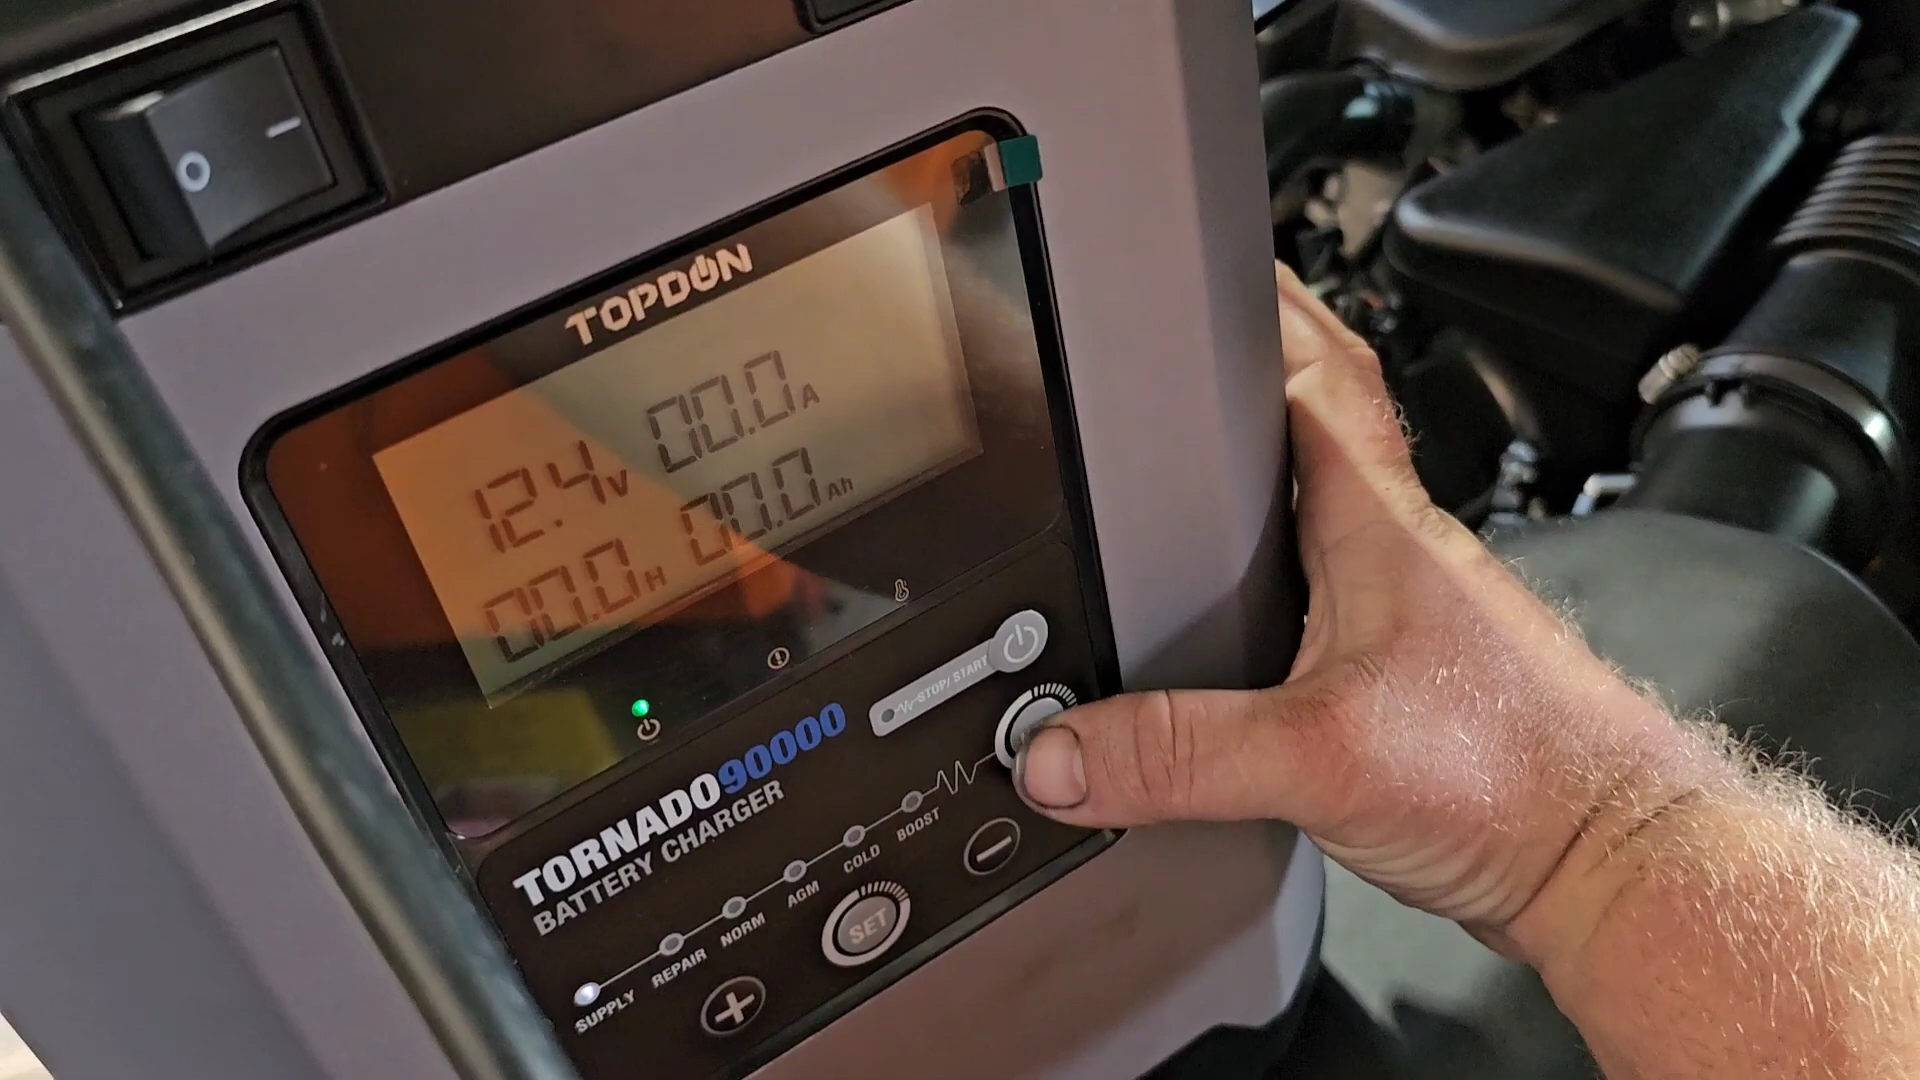 TOPDON
12.4V 00.0A
00.0H 00.0Ah
STOP/ START
TORNADO90000
BATTERY CHARGER
SUPPLY REPAIR NORM AGM COLD BOOST
SET